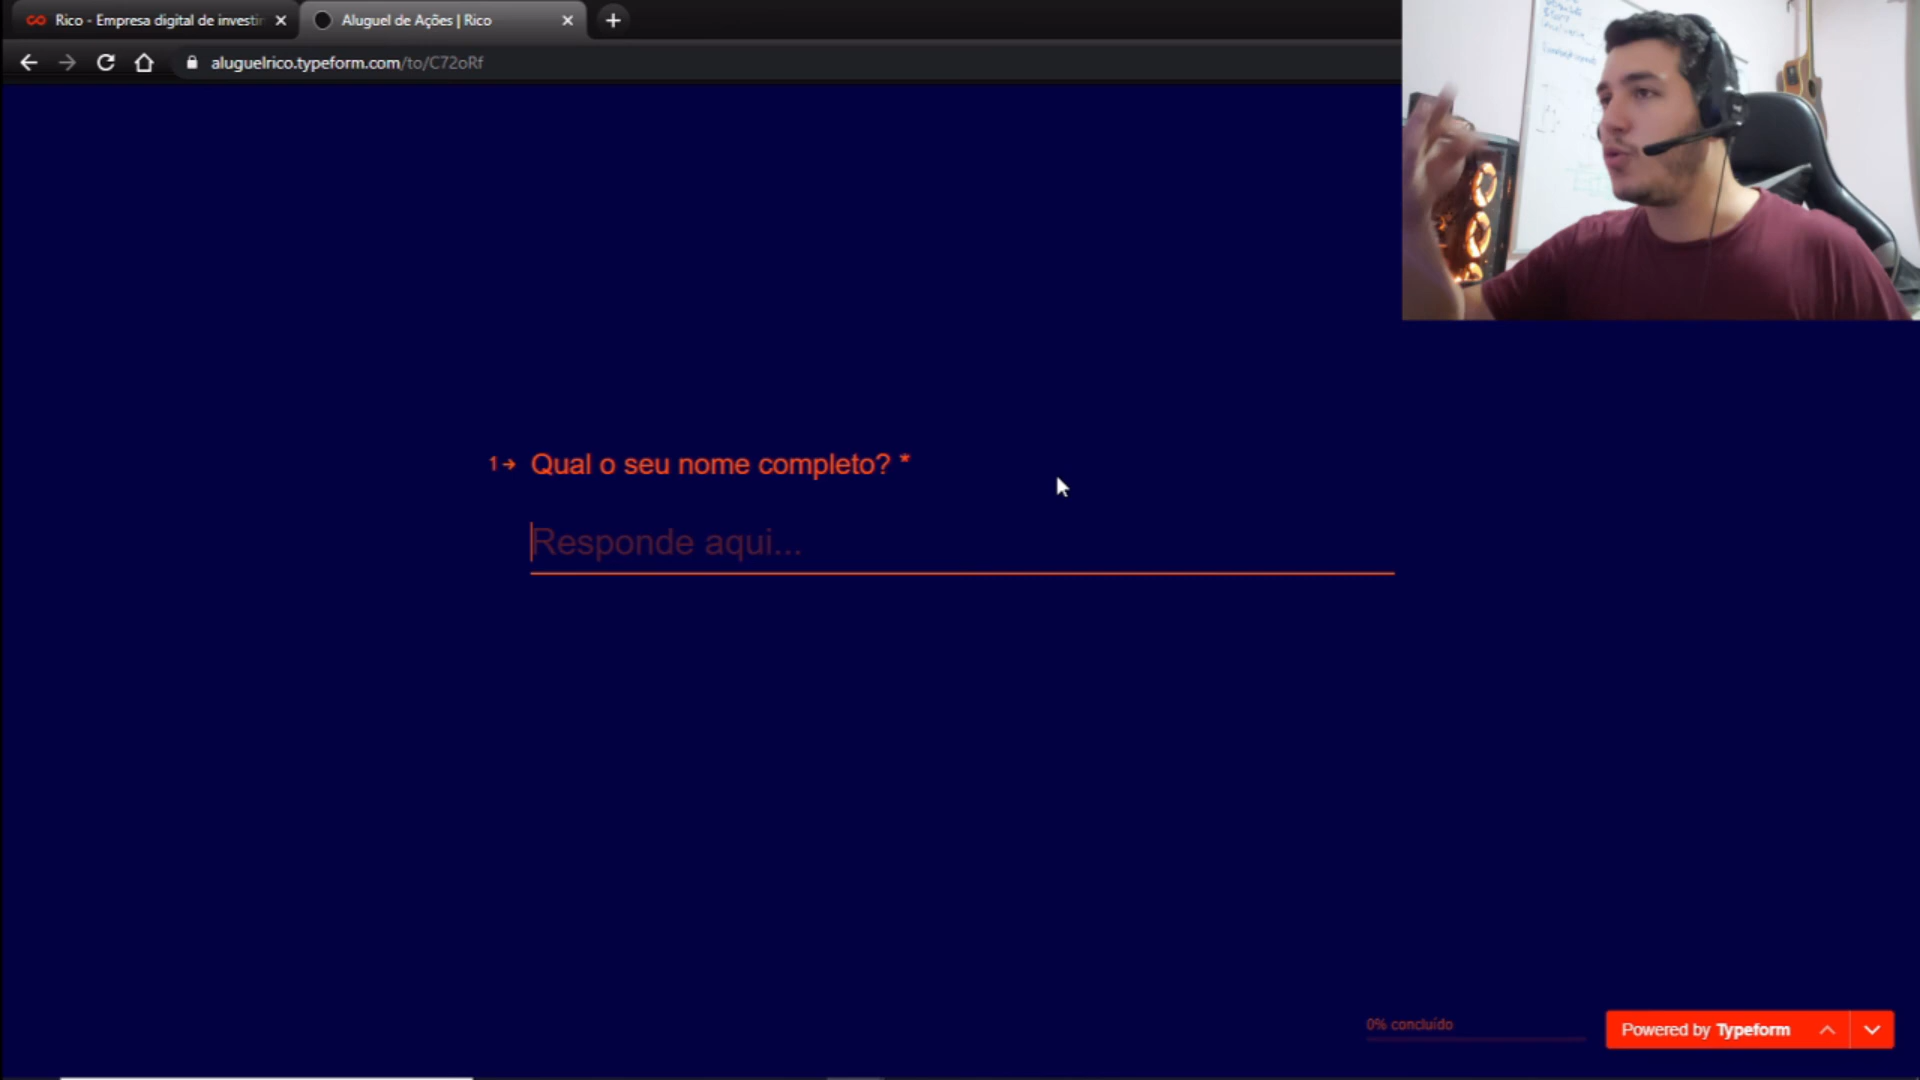 Rico - Empresa digital de investir
Aluguel de Ações | Rico
aluguelrico.typeform.com/to/C72oRf
1 Qual o seu nome completo? *
Responde aqui...
0% concluído
Powered by Typeform